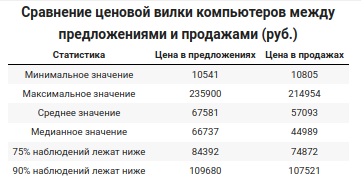 Сравнение ценовой вилки компьютеров между
предложениями и продажами (руб.)
Статистика Цена в предложениях Цена в продажах
Минимальное значение 10541 10805
Максимальное значение 235900 214954
Среднее значение 67581 57093
Медианное значение 66737 44989
75% наблюдений лежат ниже 84392 74872
90% наблюдений лежат ниже 109680 107521